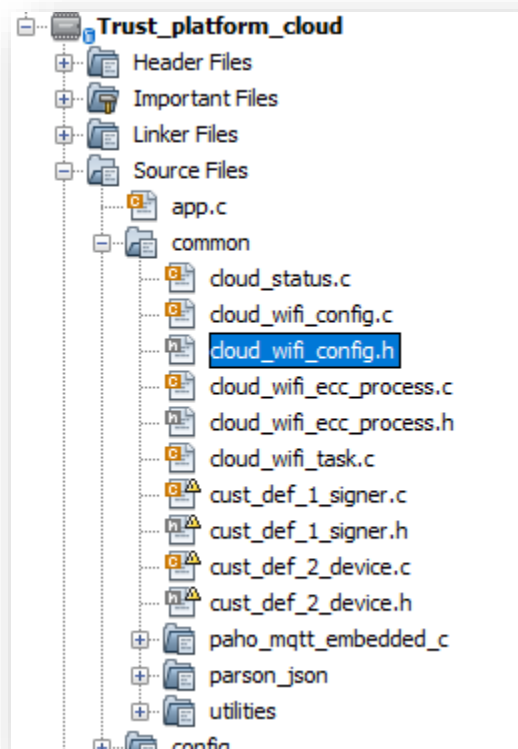 Trust_platform_cloud
Header Files
Important Files
Linker Files
Source Files
app.c
common
cloud_status.c
cloud_wifi_config.c
cloud_wifi_config.h
cloud_wifi_ecc_process.c
cloud_wifi_ecc_process.h
cloud_wifi_task.c
cust_def_1_signer.c
cust_def_1_signer.h
cust_def_2_device.c
cust_def_2_device.h
paho_mqtt_embedded_c
parson_json
utilities
config